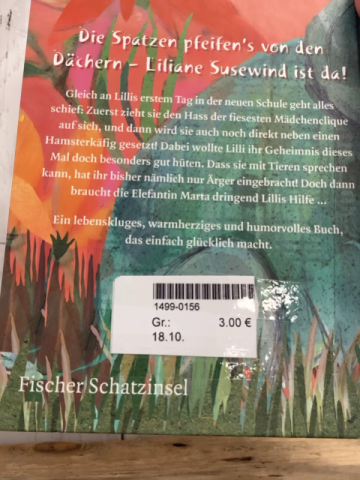 Die Spatzen pfeifen's von den
Dächern – Liliane Susewind ist da!
Gleich an Lillis erstem Tag in der neuen Schule geht alles
schief: Zuerst zieht sie den Hass der fiesesten Mädchenclique
auf sich, und dann wird sie auch noch direkt neben einen
Hamsterkäfig gesetzt! Dabei wollte Lilli ihr Geheimnis dieses
Mal doch besonders gut hüten. Dass sie mit Tieren sprechen
kann, hat ihr bisher nämlich nur Ärger eingebracht! Doch dann
braucht die Elefantin Marta dringend Lillis Hilfe ...
Ein lebenskluges, warmherziges und humorvolles Buch,
das einfach glücklich macht.
1499-0156
Gr.: 3.00 €
18.10.
Fischer Schatzinsel